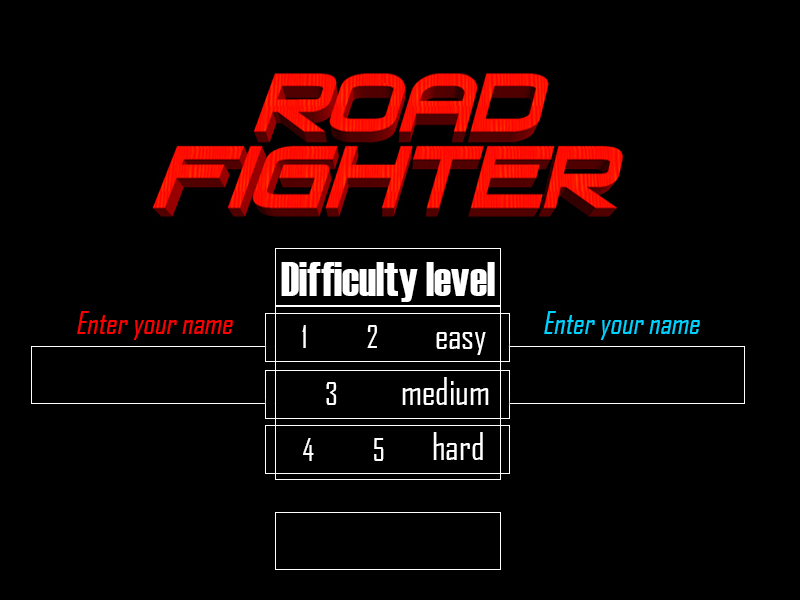 ROAD
FIGHTER
Difficulty level
Enter your name
1 2 easy
Enter your name
3 medium
4 5 hard